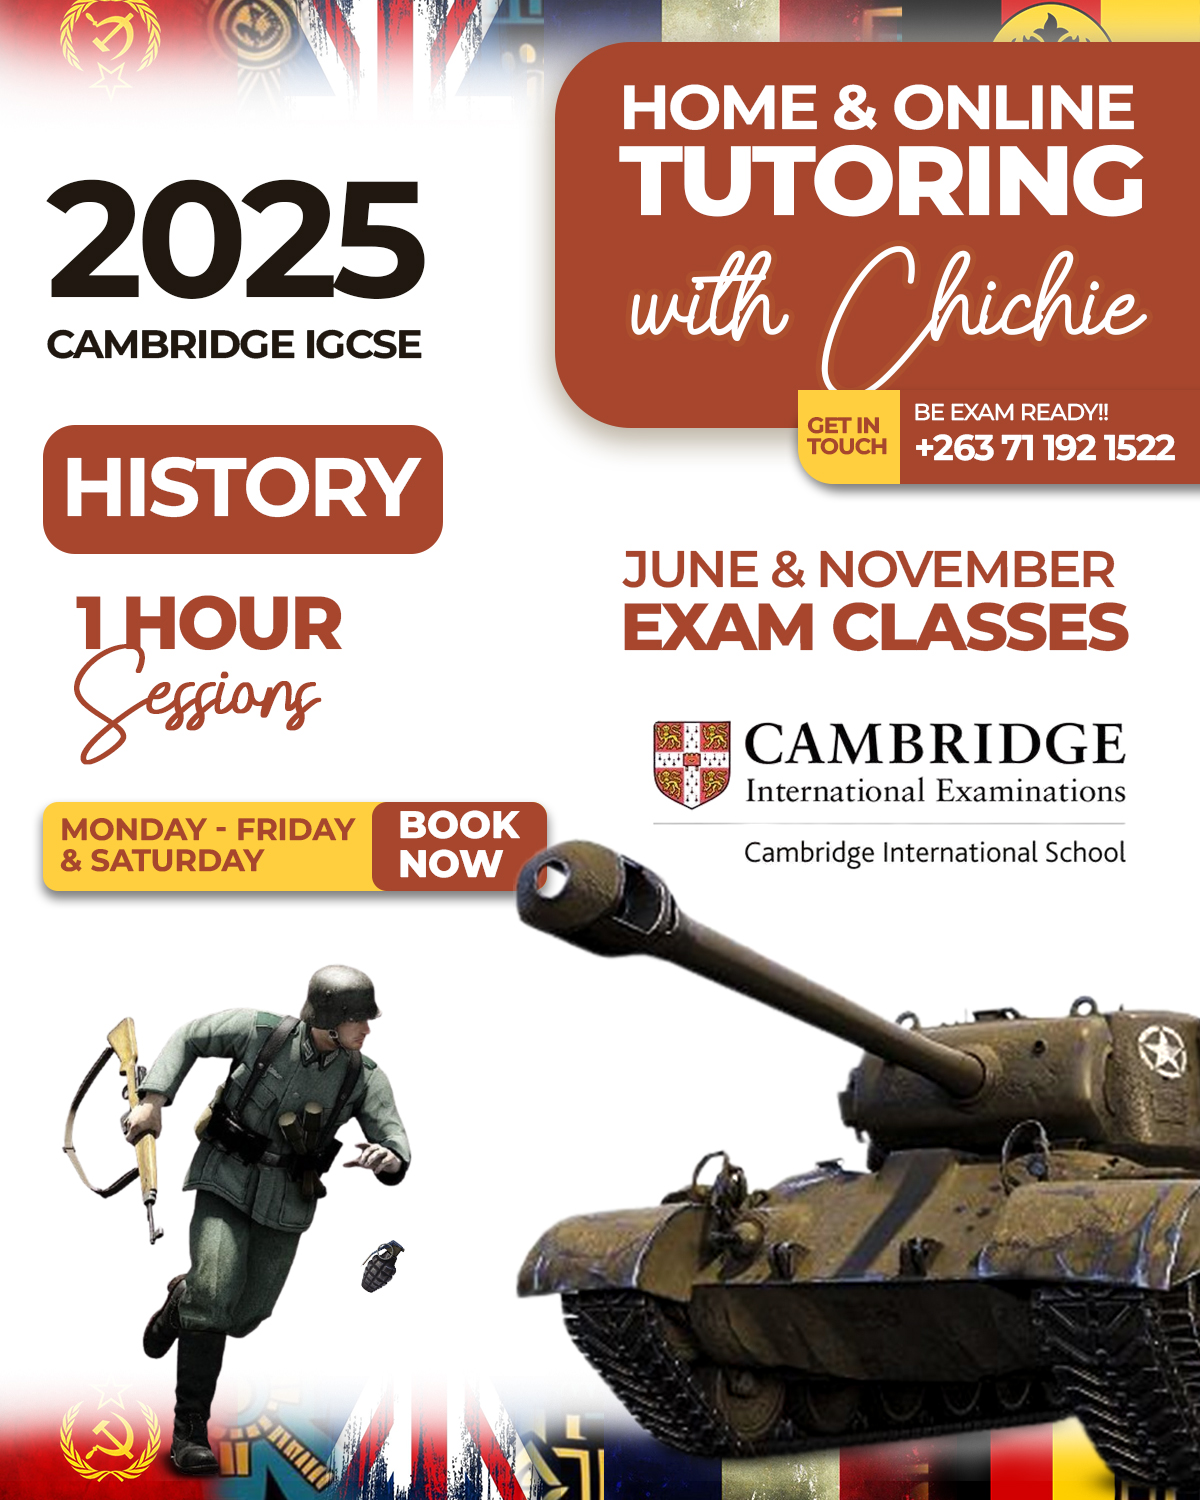 HOME & ONLINE
TUTORING
with Chichie
GET IN
TOUCH
BE EXAM READY!!
+263 71 192 1522
2025
CAMBRIDGE IGCSE
HISTORY
1 HOUR
Sessions
MONDAY - FRIDAY
& SATURDAY
BOOK
NOW
JUNE & NOVEMBER
EXAM CLASSES
CAMBRIDGE
International Examinations
Cambridge International School